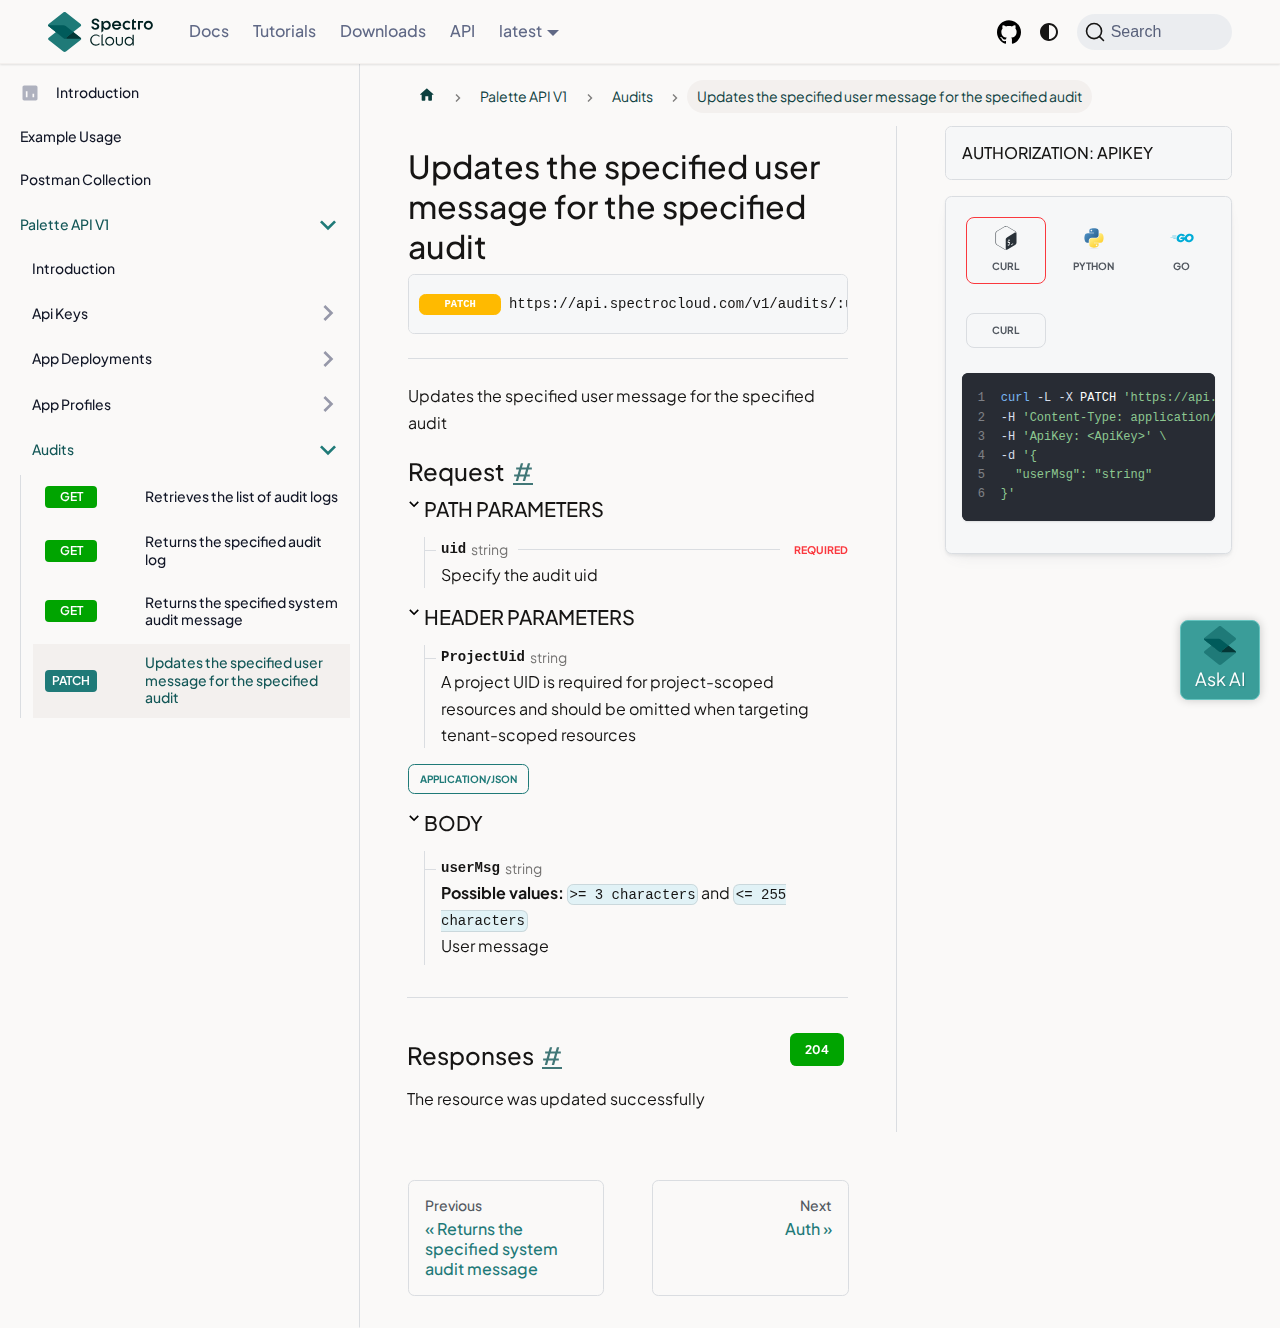 Spectro Cloud
Docs
Tutorials
Downloads
API
latest
Search
Introduction
Example Usage
Postman Collection
Palette API V1
Introduction
Api Keys
App Deployments
App Profiles
Audits
GET Retrieves the list of audit logs
GET Returns the specified audit
log
GET Returns the specified system
audit message
PATCH Updates the specified user
message for the specified
audit
Palette API V1
Audits
Updates the specified user message for the specified audit
Updates the specified user
message for the specified
audit
PATCH https://api.spectrocloud.com/v1/audits/:u
Updates the specified user message for the specified
audit
Request #
PATH PARAMETERS
uid string REQUIRED
Specify the audit uid
HEADER PARAMETERS
ProjectUid string
A project UID is required for project-scoped
resources and should be omitted when targeting
tenant-scoped resources
APPLICATION/JSON
BODY
userMsg string
Possible values: >= 3 characters and <= 255
characters
User message
Responses # 204
The resource was updated successfully
Previous
« Returns the
specified system
audit message
Next
Auth »
AUTHORIZATION: APIKEY
CURL
PYTHON
GO
CURL
1 curl -L -X PATCH 'https://api.
2 -H 'Content-Type: application/
3 -H 'ApiKey: <ApiKey>' \
4 -d '{
5 "userMsg": "string"
6 }'
Ask AI